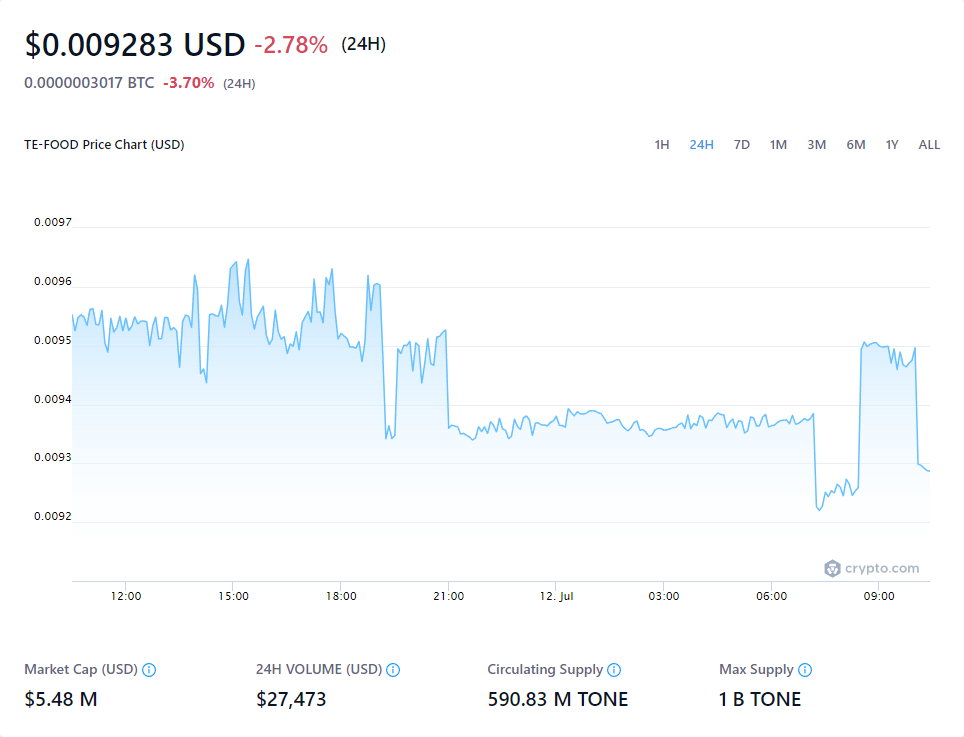 $0.009283 USD -2.78% (24H)
0.0000003017 BTC -3.70% (24H)
TE-FOOD Price Chart (USD) 1H 24H 7D 1M 3M 6M 1Y ALL
0.0097
0.0096
0.0095
0.0094
0.0093
0.0092
crypto.com
12:00 15:00 18:00 21:00 12. Jul 03:00 06:00 09:00
Market Cap (USD) 24H VOLUME (USD) Circulating Supply Max Supply
$5.48 M $27,473 590.83 M TONE 1 B TONE